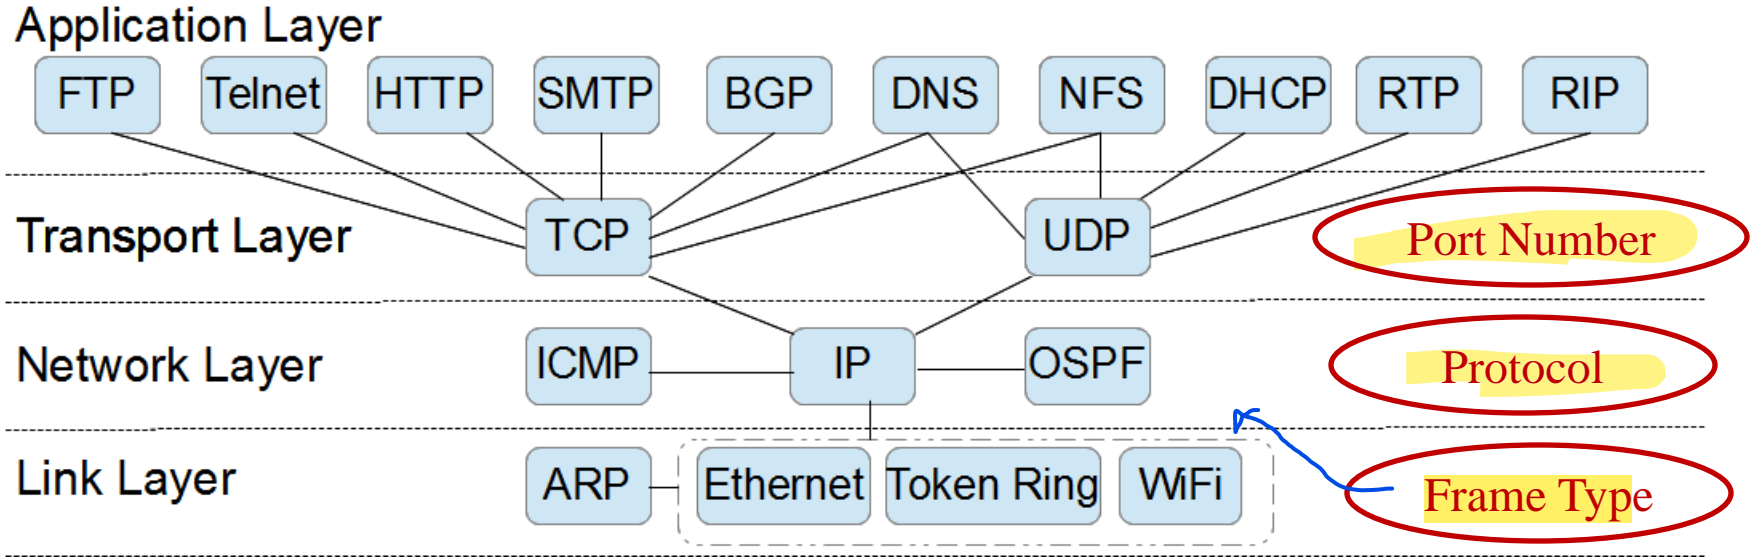 Application Layer
FTP Telnet HTTP SMTP BGP DNS NFS DHCP RTP RIP
Transport Layer TCP UDP Port Number
Network Layer ICMP IP OSPF Protocol
Link Layer ARP Ethernet Token Ring WiFi Frame Type